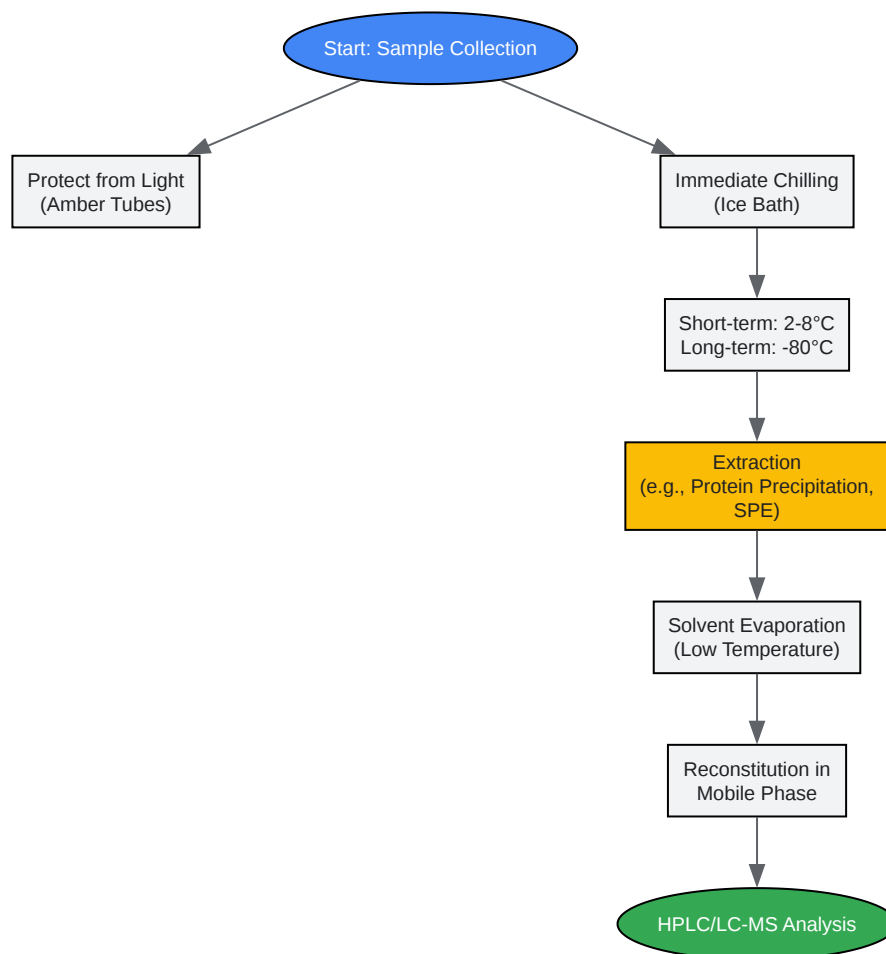 Start: Sample Collection
Protect from Light
(Amber Tubes)
Immediate Chilling
(Ice Bath)
Short-term: 2-8°C
Long-term: -80°C
Extraction
(e.g., Protein Precipitation,
SPE)
Solvent Evaporation
(Low Temperature)
Reconstitution in
Mobile Phase
HPLC/LC-MS Analysis